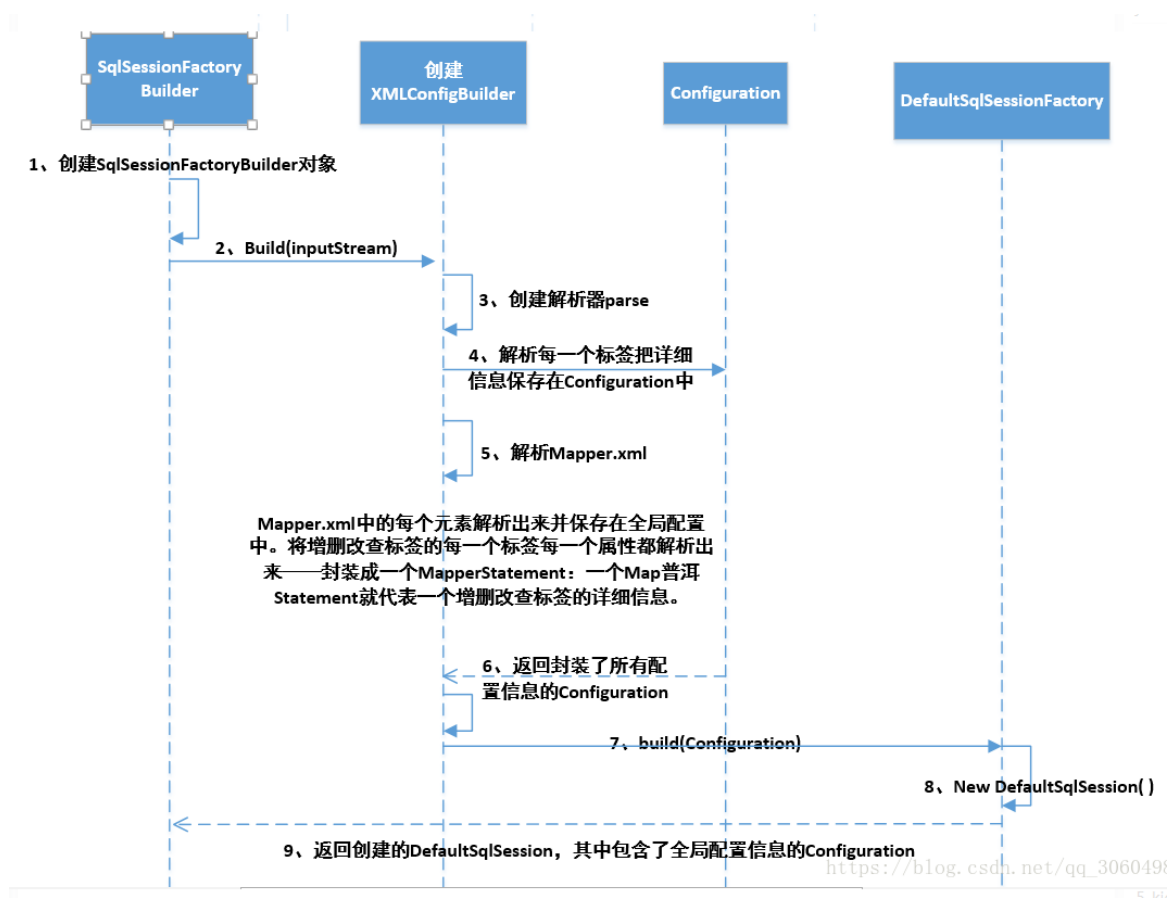 SqlSessionFactory
Builder
创建
XMLConfigBuilder
Configuration
DefaultSqlSessionFactory
1、创建SqlSessionFactoryBuilder对象
2、Build(inputStream)
3、创建解析器parse
4、解析每一个标签把详细
信息保存在Configuration中
5、解析Mapper.xml
Mapper.xml中的每个元素解析出来并保存在全局配置
中。将增删改查标签的每一个标签每一个属性都解析出
来——封装成一个MapperStatement：一个Map普洱
Statement就代表一个增删改查标签的详细信息。
6、返回封装了所有配
置信息的Configuration
7、build(Configuration)
8、New DefaultSqlSession( )
9、返回创建的DefaultSqlSession，其中包含了全局配置信息的Configuration
https://blog.csdn.net/qq_3060498